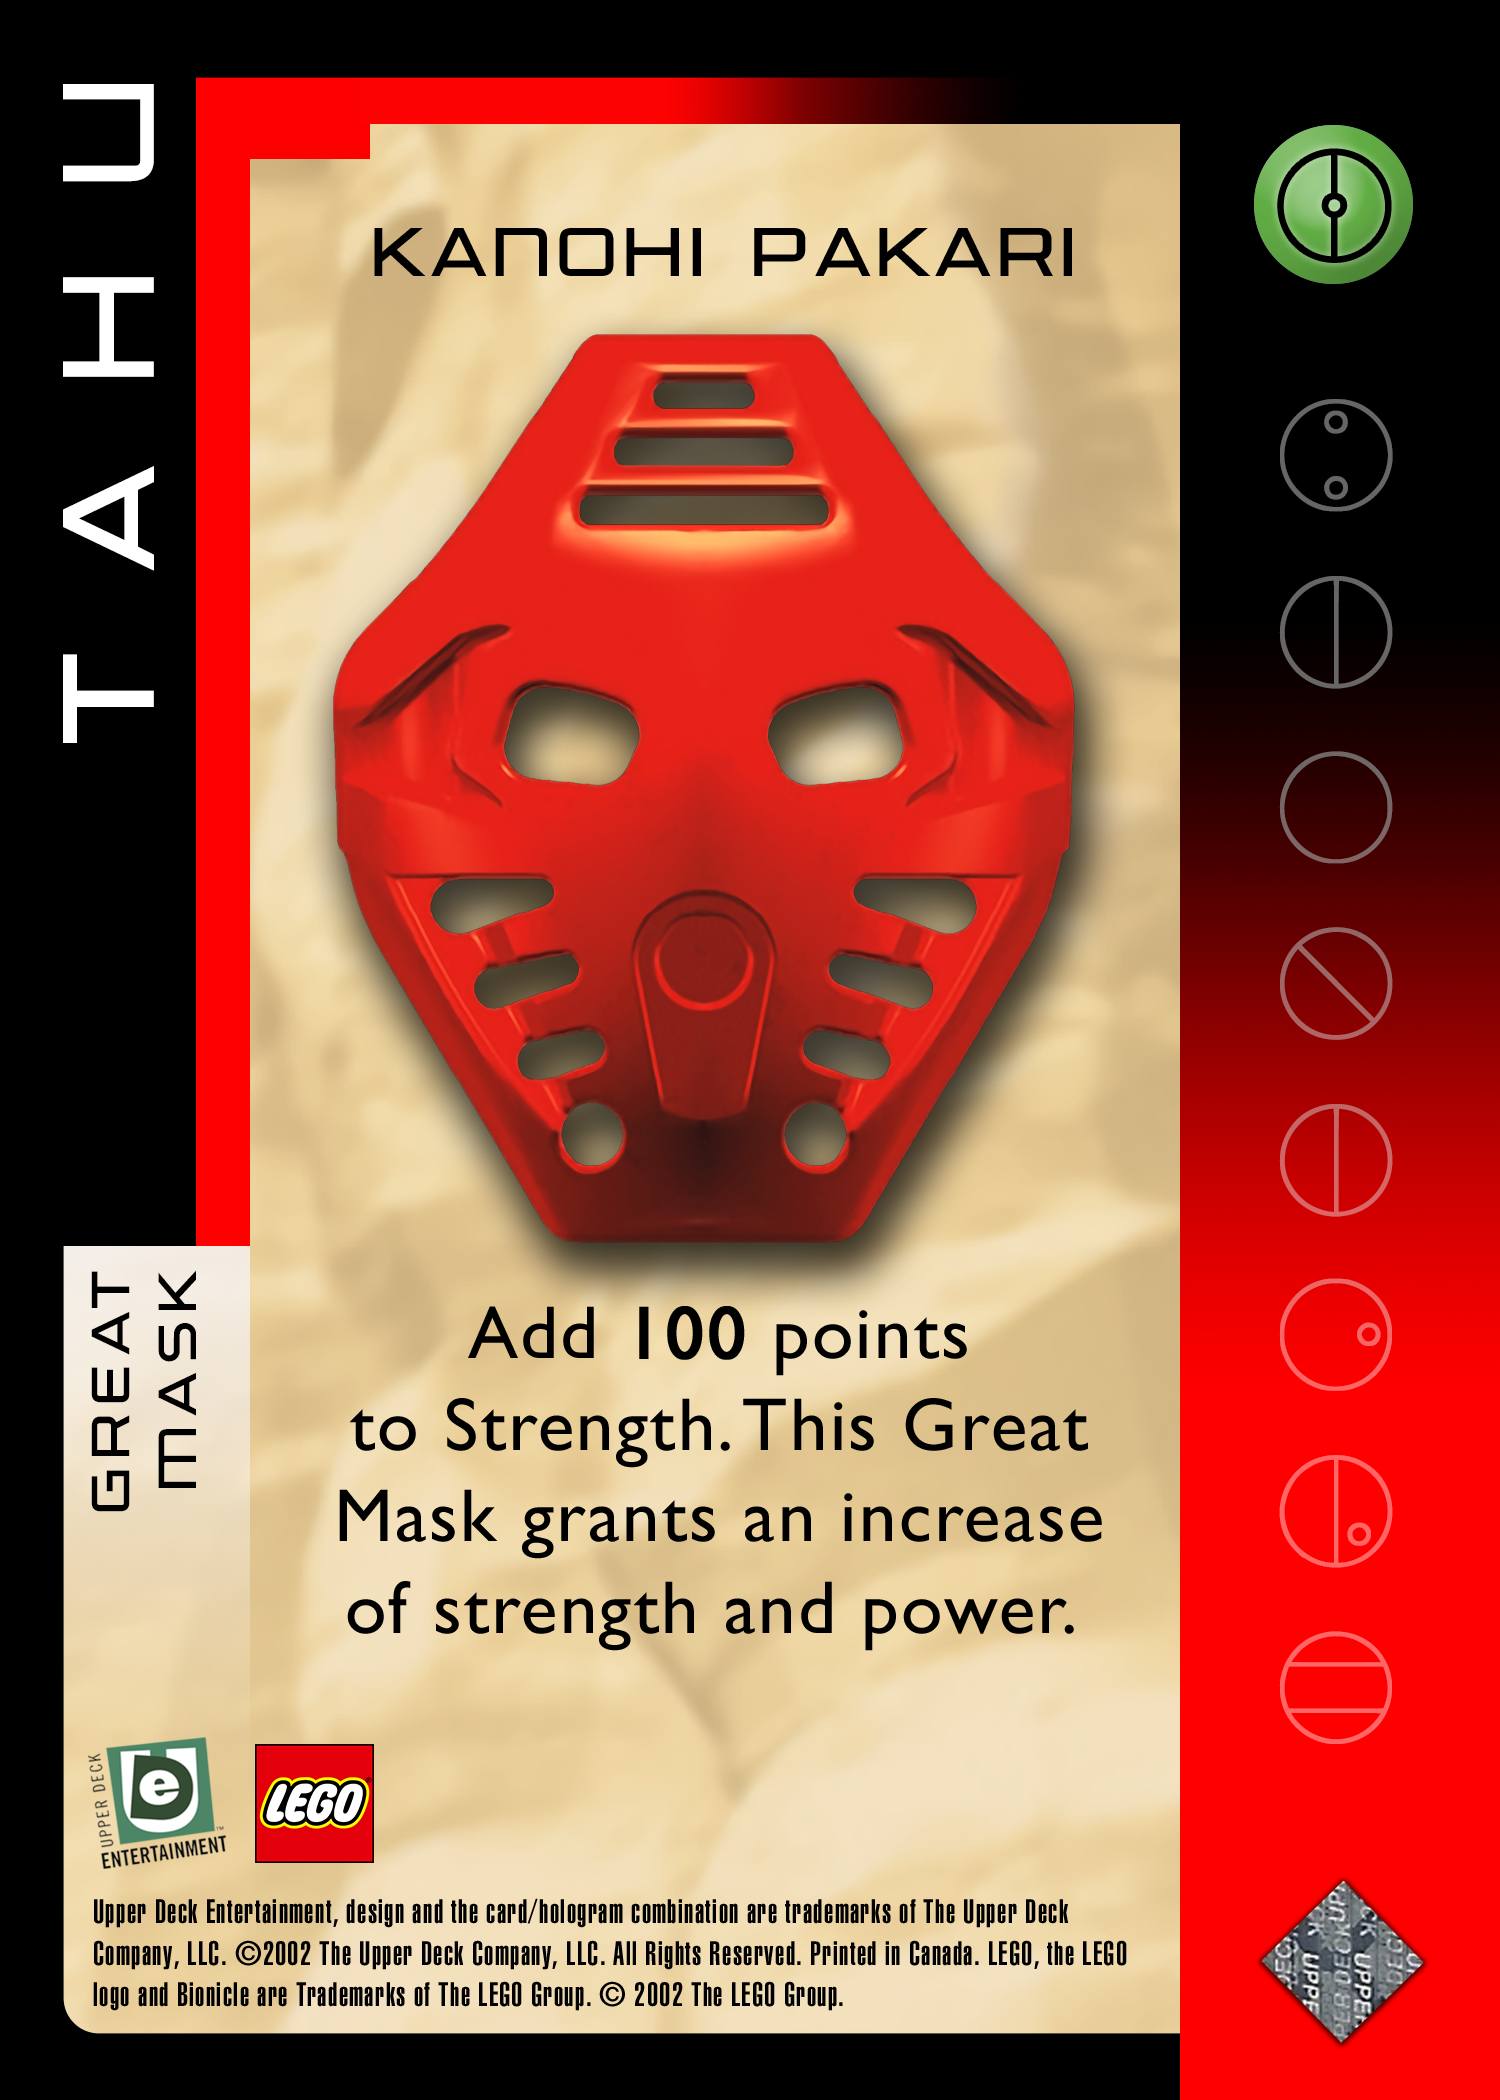 TAHU
KANOHI PAKARI
Add 100 points
to Strength. This Great
Mask grants an increase
of strength and power.
GREAT
MASK
UPPER DECK
e
ENTERTAINMENT
™
LEGO
Upper Deck Entertainment, design and the card/hologram combination are trademarks of The Upper Deck
Company, LLC. ©2002 The Upper Deck Company, LLC. All Rights Reserved. Printed in Canada. LEGO, the LEGO
logo and Bionicle are Trademarks of The LEGO Group. © 2002 The LEGO Group.